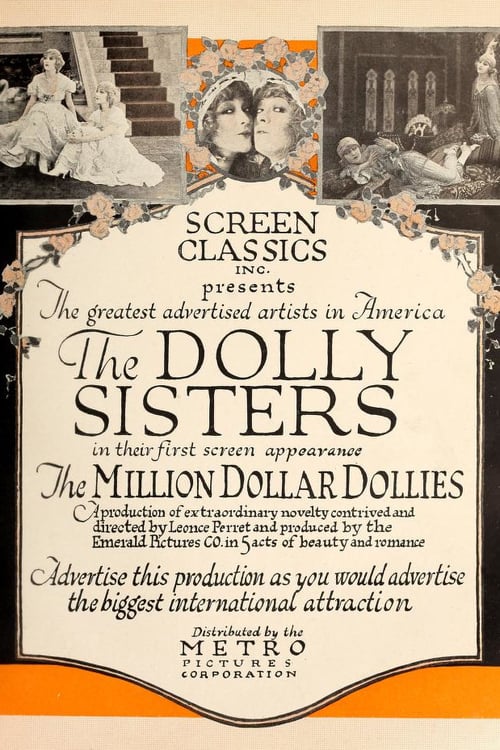 SCREEN
CLASSICS
INC.
presents
The greatest advertised artists in America
The DOLLY
SISTERS
in their first screen appearance
The MILLION DOLLAR DOLLIES
A production of extraordinary novelty contrived and
directed by Leonce Perret and produced by the
Emerald Pictures CO. in 5 acts of beauty and romance
Advertise this production as you would advertise
the biggest international attraction
Distributed by the
METRO
PICTURES
CORPORATION